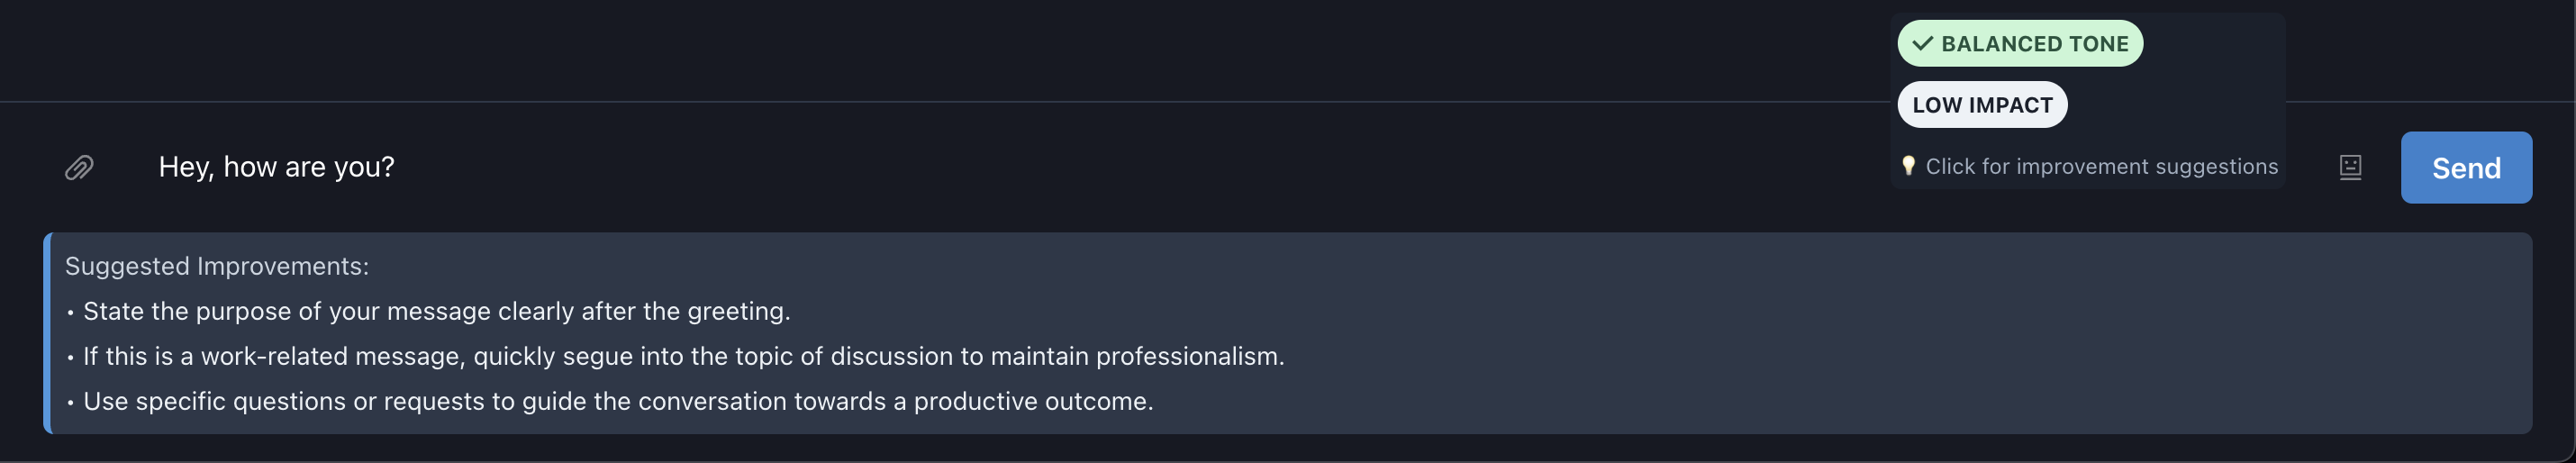 ✓ BALANCED TONE
LOW IMPACT
💡 Click for improvement suggestions
Hey, how are you?
Send
Suggested Improvements:
• State the purpose of your message clearly after the greeting.
• If this is a work-related message, quickly segue into the topic of discussion to maintain professionalism.
• Use specific questions or requests to guide the conversation towards a productive outcome.